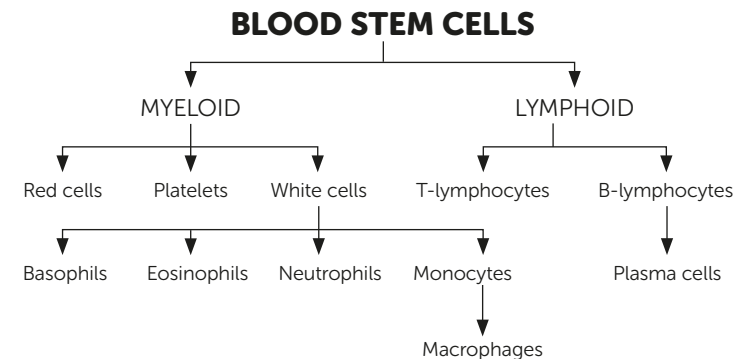 BLOOD STEM CELLS
MYELOID LYMPHOID
Red cells Platelets White cells T-lymphocytes B-lymphocytes
Basophils Eosinophils Neutrophils Monocytes Plasma cells
Macrophages